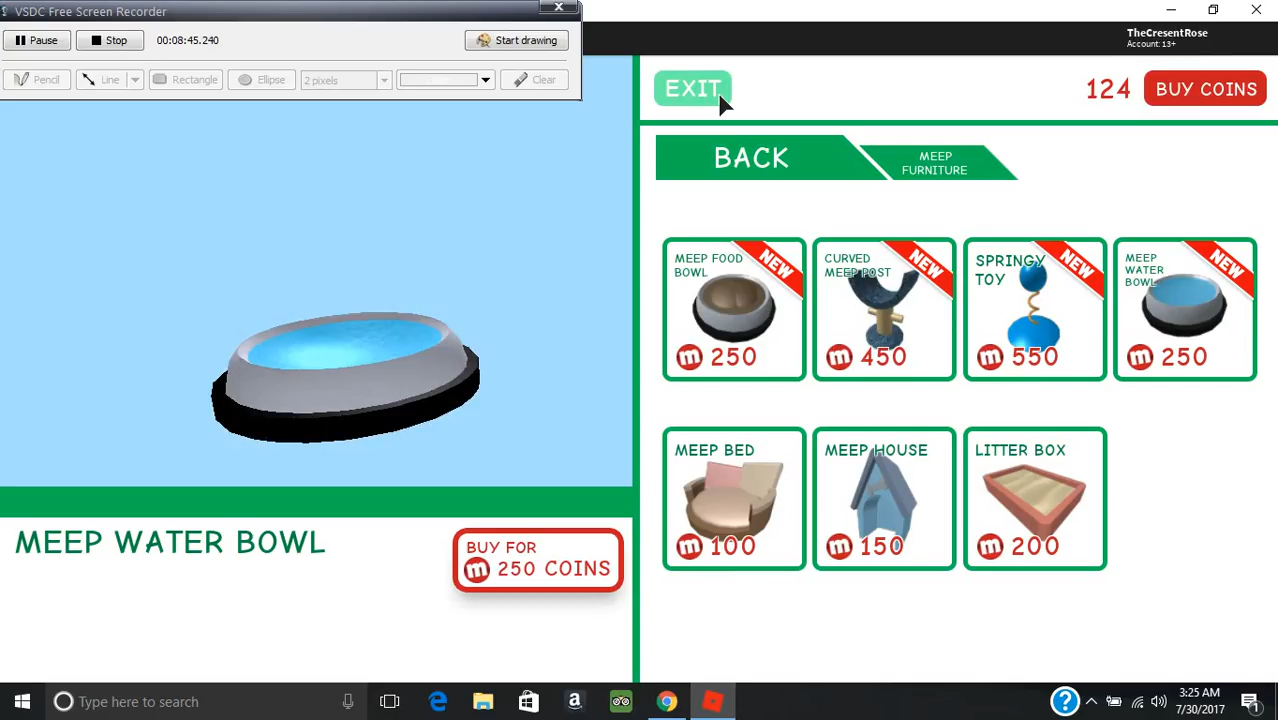 VSDC Free Screen Recorder
Pause
Stop
00:08:45.240
Start drawing
Pencil
Line
Rectangle
Ellipse
2 pixels
Clear
TheCresentRose
Account: 13+
EXIT
124
BUY COINS
BACK
MEEP
FURNITURE
MEEP FOOD
BOWL
NEW
m 250
CURVED
MEEP POST
NEW
m 450
SPRINGY
TOY
NEW
m 550
MEEP
WATER
BOWL
NEW
m 250
MEEP BED
m 100
MEEP HOUSE
m 150
LITTER BOX
m 200
MEEP WATER BOWL
BUY FOR
m 250 COINS
Type here to search
3:25 AM
7/30/2017